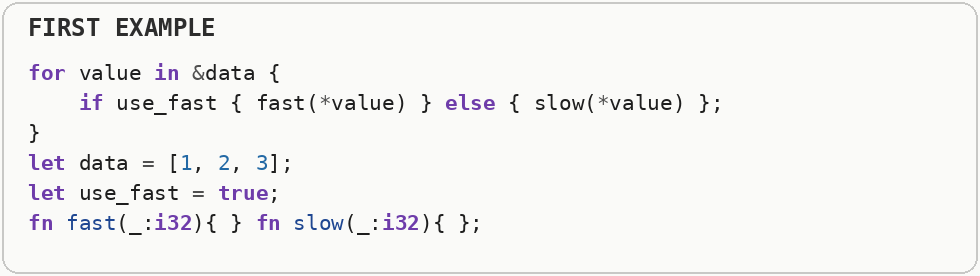 FIRST EXAMPLE
for value in &data {
    if use_fast { fast(*value) } else { slow(*value) };
}
let data = [1, 2, 3];
let use_fast = true;
fn fast(_:i32){ } fn slow(_:i32){ };